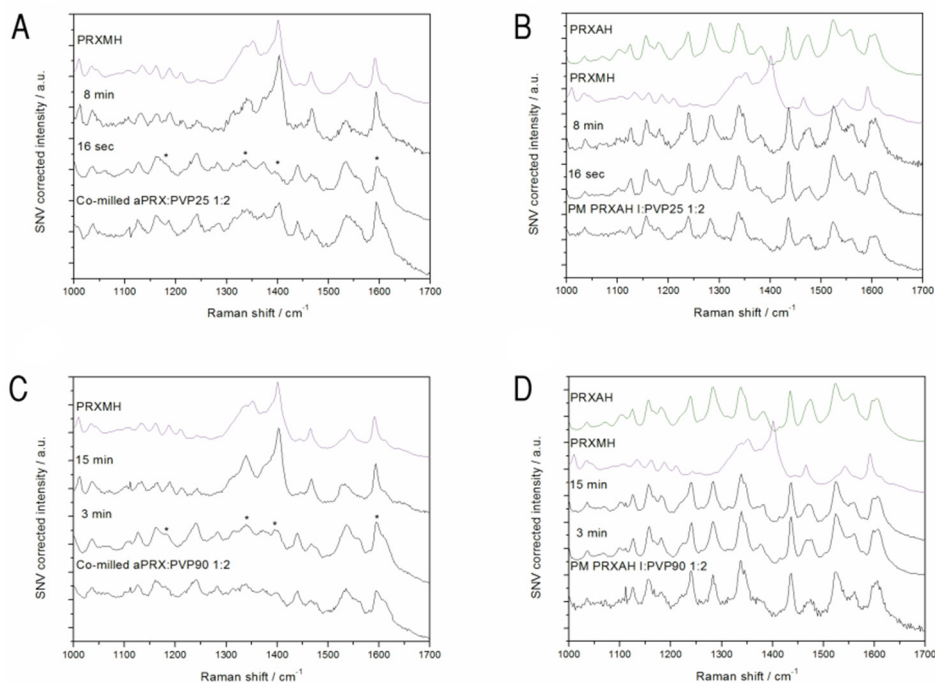 A
PRXMH
8 min
16 sec
* * * *
Co-milled aPRX:PVP25 1:2
SNV corrected intensity / a.u.
1000 1100 1200 1300 1400 1500 1600 1700
Raman shift / cm-1
B
PRXAH
PRXMH
8 min
16 sec
PM PRXAH I:PVP25 1:2
SNV corrected intensity / a.u.
1000 1100 1200 1300 1400 1500 1600 1700
Raman shift / cm-1
C
PRXMH
15 min
3 min
* * * *
Co-milled aPRX:PVP90 1:2
SNV corrected intensity / a.u.
1000 1100 1200 1300 1400 1500 1600 1700
Raman shift / cm-1
D
PRXAH
PRXMH
15 min
3 min
PM PRXAH I:PVP90 1:2
SNV corrected intensity / a.u.
1000 1100 1200 1300 1400 1500 1600 1700
Raman shift / cm-1